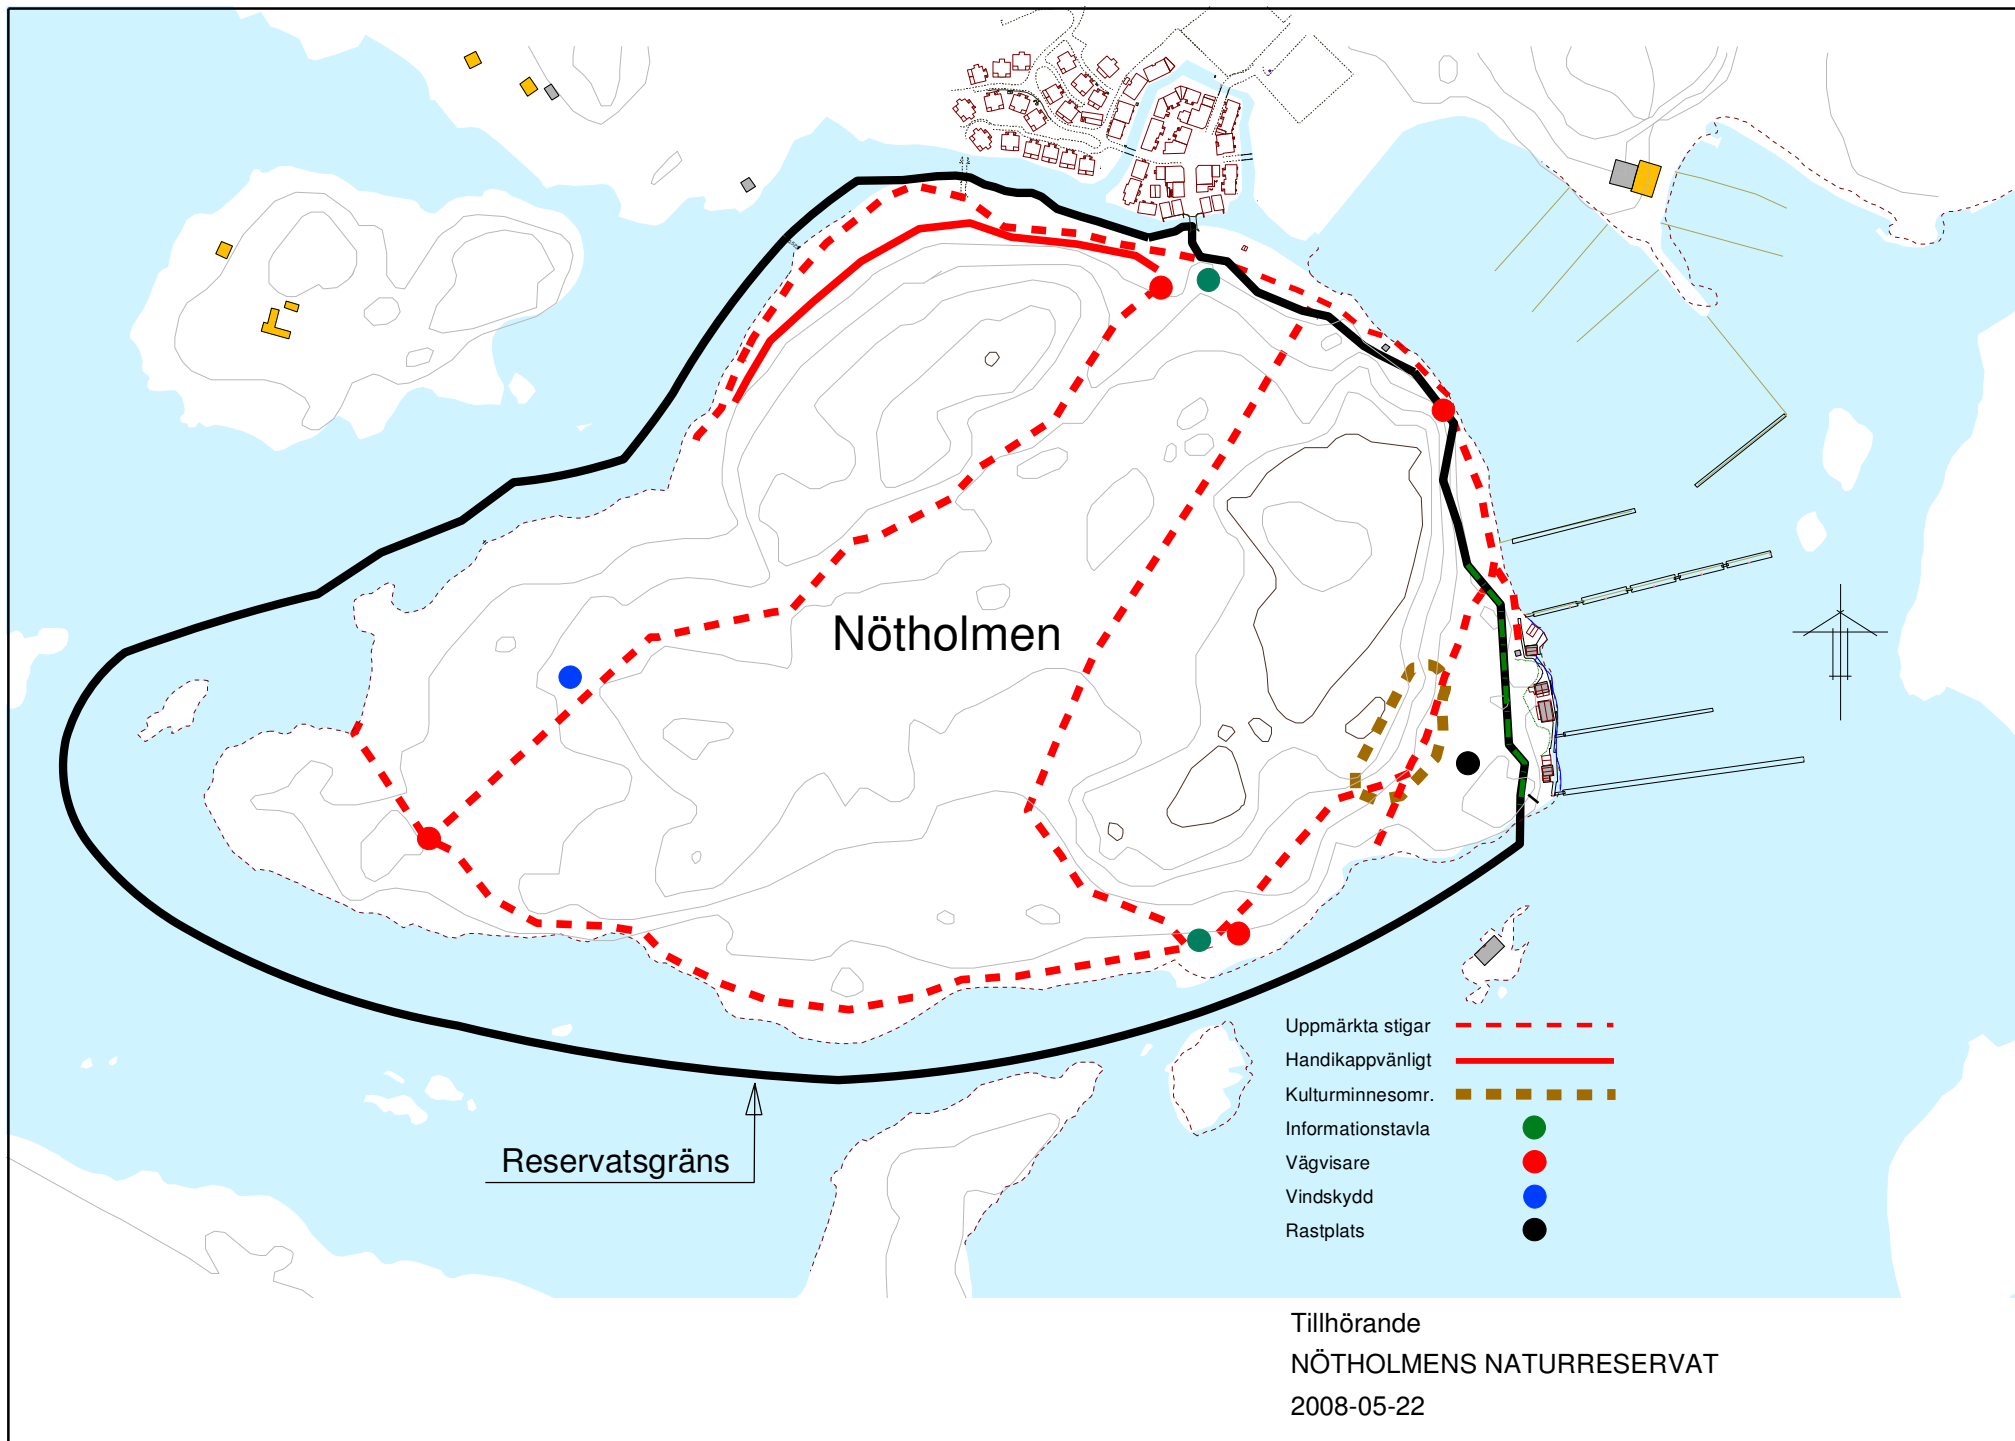 Nötholmen
Reservatsgräns
Uppmärkta stigar
Handikappvänligt
Kulturminnesomr.
Informationstavla
Vägvisare
Vindskydd
Rastplats
Tillhörande
NÖTHOLMENS NATURRESERVAT
2008-05-22